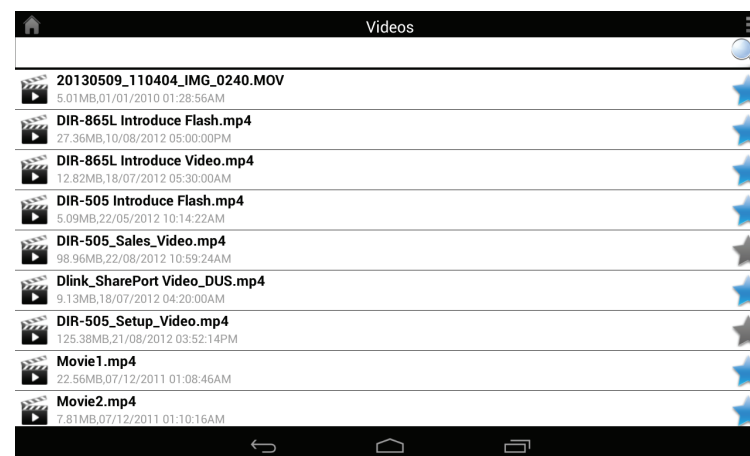 Videos
20130509_110404_IMG_0240.MOV
5.01MB,01/01/2010 01:28:56AM
DIR-865L Introduce Flash.mp4
27.36MB,10/08/2012 05:00:00PM
DIR-865L Introduce Video.mp4
12.82MB,18/07/2012 05:30:00AM
DIR-505 Introduce Flash.mp4
5.09MB,22/05/2012 10:14:22AM
DIR-505_Sales_Video.mp4
98.96MB,22/08/2012 10:59:24AM
Dlink_SharePort Video_DUS.mp4
9.13MB,18/07/2012 04:20:00AM
DIR-505_Setup_Video.mp4
125.38MB,21/08/2012 03:52:14PM
Movie1.mp4
22.56MB,07/12/2011 01:08:46AM
Movie2.mp4
7.81MB,07/12/2011 01:10:16AM